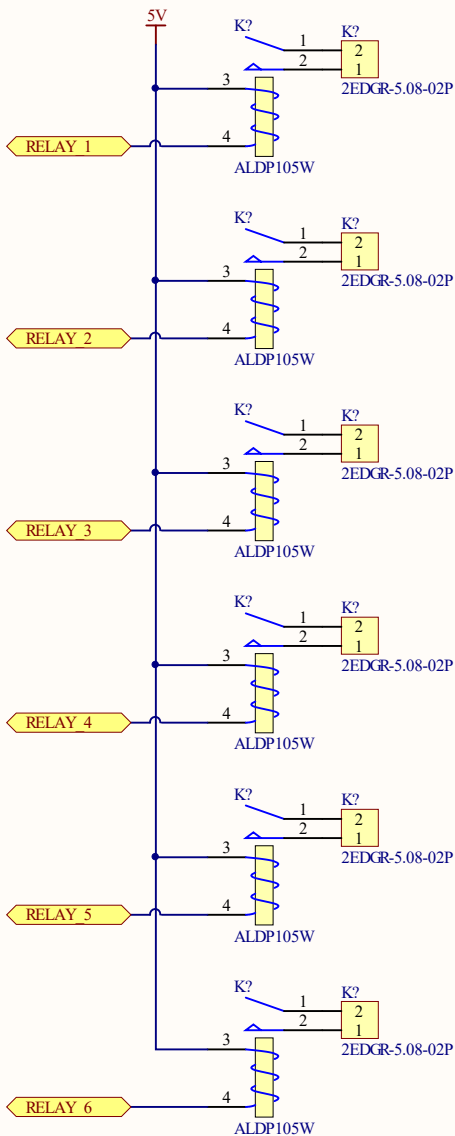 5V
K?
1
2
K?
2
1
2EDGR-5.08-02P
3
4
RELAY_1
ALDP105W
K?
1
2
K?
2
1
2EDGR-5.08-02P
3
4
RELAY_2
ALDP105W
K?
1
2
K?
2
1
2EDGR-5.08-02P
3
4
RELAY_3
ALDP105W
K?
1
2
K?
2
1
2EDGR-5.08-02P
3
4
RELAY_4
ALDP105W
K?
1
2
K?
2
1
2EDGR-5.08-02P
3
4
RELAY_5
ALDP105W
K?
1
2
K?
2
1
2EDGR-5.08-02P
3
4
RELAY_6
ALDP105W